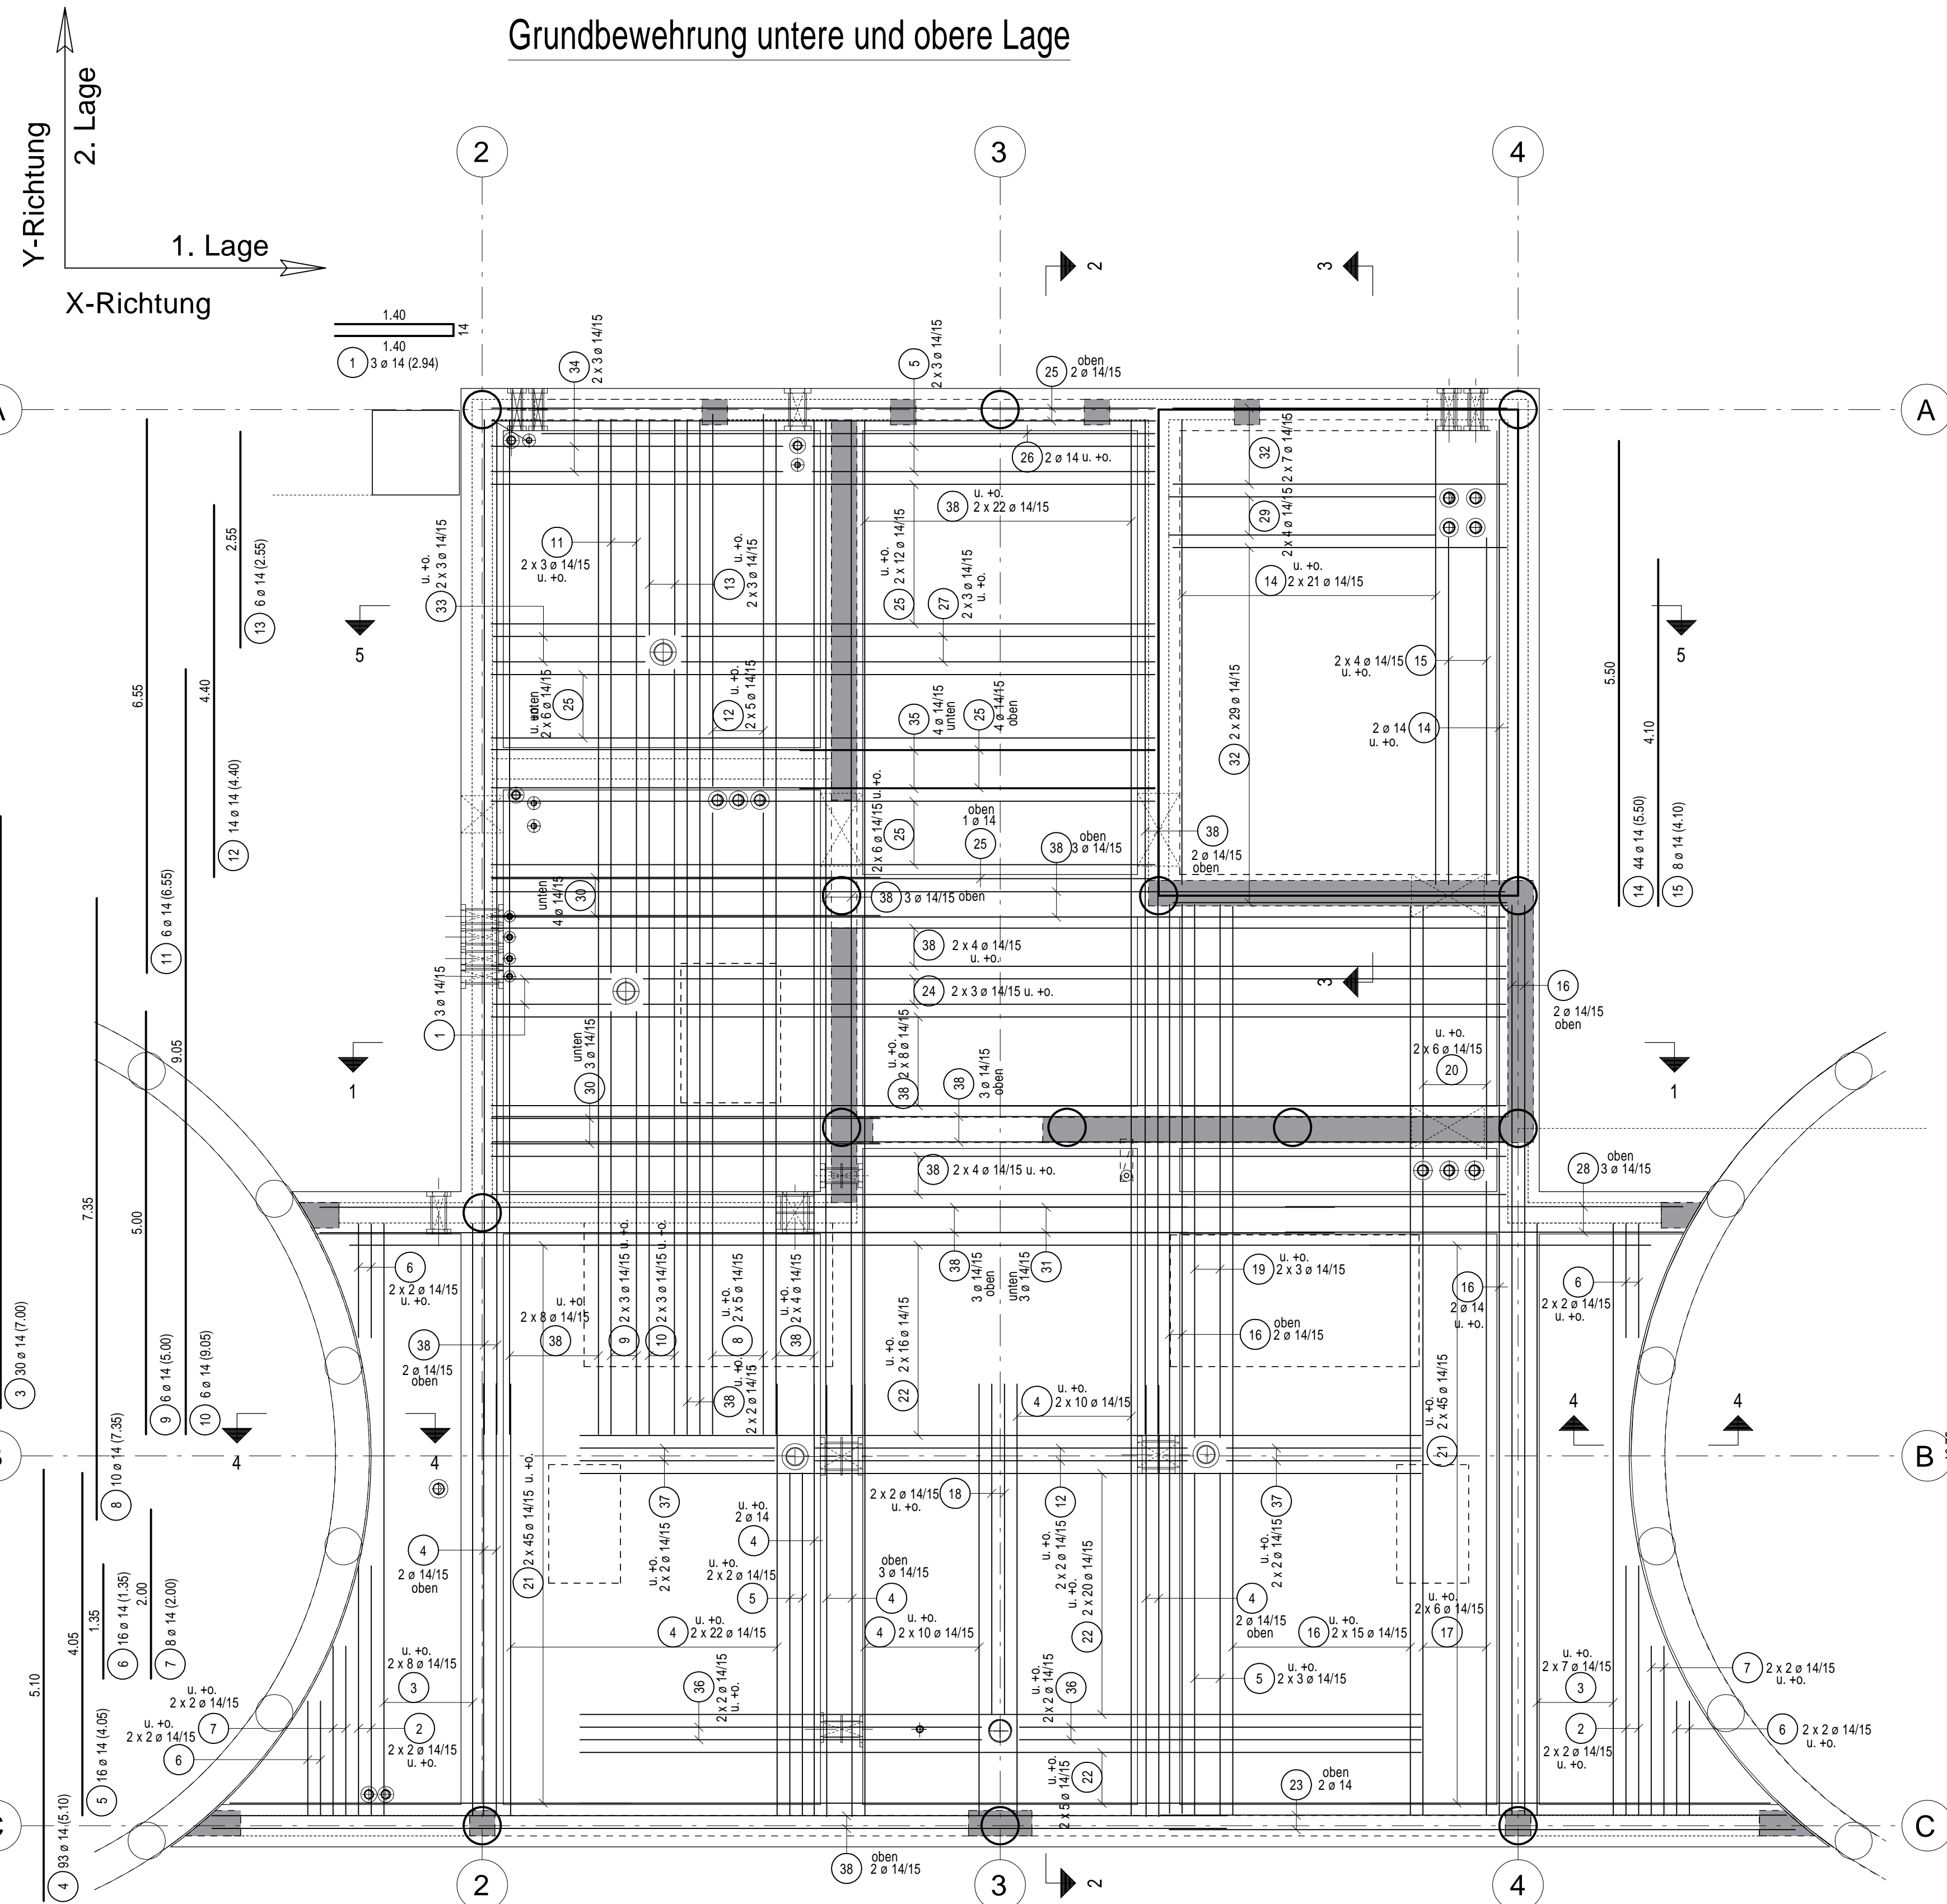 Grundbewehrung untere und obere Lage
Y-Richtung
2. Lage
1. Lage
X-Richtung
2
3
4
2
3
1.40
14
1.40
1 3 ø 14 (2.94)
34 2 x 3 ø 14/15
5 2 x 3 ø 14/15
oben
25 2 ø 14/15
A
A
26 2 ø 14 u. +o.
32 2 x 7 ø 14/15
29 2 x 4 ø 14/15
u. +o.
38 2 x 22 ø 14/15
2.55
13 6 ø 14 (2.55)
u. +o.
33 2 x 3 ø 14/15
11
2 x 3 ø 14/15
u. +o.
u. +o.
13 2 x 3 ø 14/15
u. +o.
25 2 x 12 ø 14/15
27 2 x 3 ø 14/15
u. +o.
u. +o.
14 2 x 21 ø 14/15
5
5
6.55
4.40
5.50
4.10
2 x 4 ø 14/15 15
u. +o.
unten
2 x 6 ø 14/15
25
u. +o.
12 2 x 5 ø 14/15
35 4 ø 14/15
unten
25 4 ø 14/15
oben
32 2 x 29 ø 14/15
2 ø 14 14
u. +o.
12 14 ø 14 (4.40)
11 6 ø 14 (6.55)
14 44 ø 14 (5.50)
15 8 ø 14 (4.10)
2 x 6 ø 14/15 u. +o.
25
oben
1 ø 14
25
oben
38 3 ø 14/15
38
2 ø 14/15
oben
unten
4 ø 14/15
30
38 3 ø 14/15 oben
38 2 x 4 ø 14/15
u. +o.
24 2 x 3 ø 14/15 u. +o.
3
16
2 ø 14/15
oben
1 3 ø 14/15
unten
30 3 ø 14/15
u. +o.
38 2 x 8 ø 14/15
38 3 ø 14/15
oben
u. +o.
2 x 6 ø 14/15
20
1
1
9.05
7.35
5.00
38 2 x 4 ø 14/15 u. +o.
oben
28 3 ø 14/15
6
2 x 2 ø 14/15
u. +o.
u. +o.
2 x 8 ø 14/15
38
9 2 x 3 ø 14/15 u. +o.
10 2 x 3 ø 14/15 u. +o.
u. +o.
8 2 x 5 ø 14/15
u. +o.
38 2 x 4 ø 14/15
38
3 ø 14/15
oben
unten
3 ø 14/15
31
u. +o.
19 2 x 3 ø 14/15
oben
16 2 ø 14/15
16
2 ø 14
u. +o.
6
2 x 2 ø 14/15
u. +o.
38
2 ø 14/15
oben
u. +o.
38 2 x 2 ø 14/15
u. +o.
2 x 16 ø 14/15
22
u. +o.
4 2 x 10 ø 14/15
u. +o.
21 2 x 45 ø 14/15
3 30 ø 14 (7.00)
9 6 ø 14 (5.00)
10 6 ø 14 (9.05)
8 10 ø 14 (7.35)
4
4
4
4
B
21 2 x 45 ø 14/15 u. +o.
37
u. +o.
2 x 2 ø 14/15
2 x 2 ø 14/15 18
u. +o.
12
u. +o.
2 x 2 ø 14/15
37
u. +o.
2 x 2 ø 14/15
u. +o.
2 ø 14
4
4
2 ø 14/15
oben
u. +o.
2 x 2 ø 14/15
5
oben
3 ø 14/15
4
u. +o.
22 2 x 20 ø 14/15
4
2 ø 14/15
oben
u. +o.
4 2 x 22 ø 14/15
u. +o.
4 2 x 10 ø 14/15
u. +o.
16 2 x 15 ø 14/15
u. +o.
2 x 6 ø 14/15
17
1.35
6 16 ø 14 (1.35)
2.00
7 8 ø 14 (2.00)
4.05
5.10
5 16 ø 14 (4.05)
4 93 ø 14 (5.10)
u. +o.
2 x 8 ø 14/15
3
u. +o.
2 x 2 ø 14/15
7
u. +o.
2 x 2 ø 14/15
6
2
2 x 2 ø 14/15
u. +o.
36 2 x 2 ø 14/15
u. +o.
u. +o.
2 x 2 ø 14/15
36
u. +o.
5 2 x 3 ø 14/15
u. +o.
2 x 7 ø 14/15
3
7 2 x 2 ø 14/15
u. +o.
2
2 x 2 ø 14/15
u. +o.
6 2 x 2 ø 14/15
u. +o.
u. +o.
2 x 5 ø 14/15
22
oben
23 2 ø 14
C
oben
38 2 ø 14/15
2
3
2
4